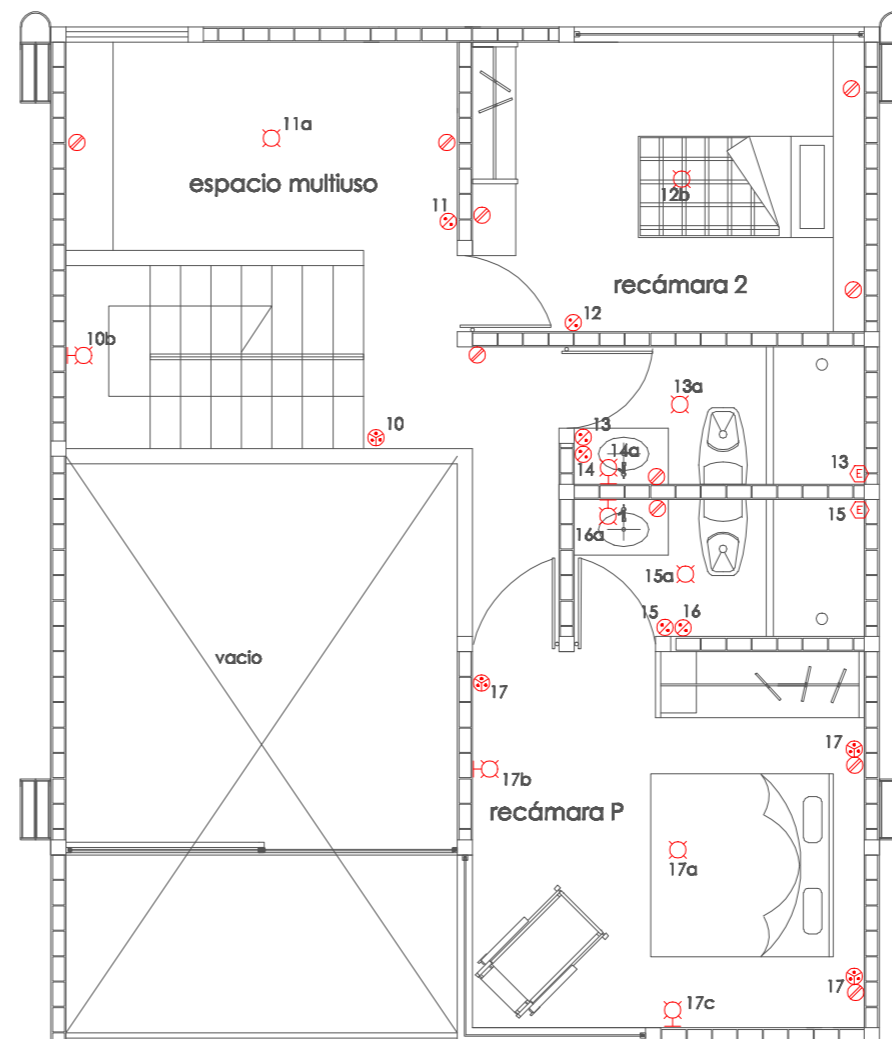 11a
espacio multiuso
11
12b
recámara 2
12
10b
10
13a
13
14a
14
13
E
E
15
16a
15a
15
16
vacio
17
17
17b
recámara P
17a
17
17c